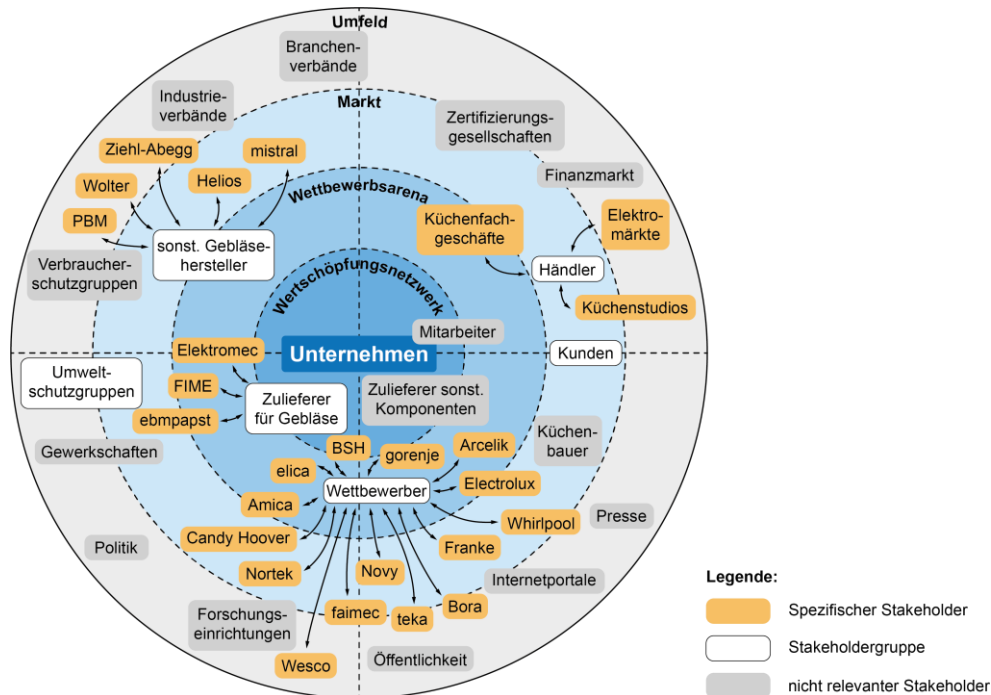 Umfeld
Branchen-
verbände
Industrie-
verbände
Markt
Zertifizierungs-
gesellschaften
Ziehl-Abegg
mistral
Wolter
Helios
Finanzmarkt
Wettbewerbsarena
PBM
Küchenfach-
geschäfte
Elektro-
märkte
sonst. Gebläse-
hersteller
Verbraucher-
schutzgruppen
Händler
Wertschöpfungsnetzwerk
Küchenstudios
Mitarbeiter
Elektromec
Unternehmen
Kunden
Umwelt-
schutzgruppen
FIME
Zulieferer
für Gebläse
Zulieferer sonst.
Komponenten
ebmpapst
Gewerkschaften
BSH
gorenje
Arcelik
Küchen-
bauer
elica
Wettbewerber
Electrolux
Amica
Whirlpool
Presse
Candy Hoover
Franke
Politik
Nortek
Novy
Internetportale
Forschungs-
einrichtungen
faimec
teka
Bora
Wesco
Öffentlichkeit
Legende:
Spezifischer Stakeholder
Stakeholdergruppe
nicht relevanter Stakeholder